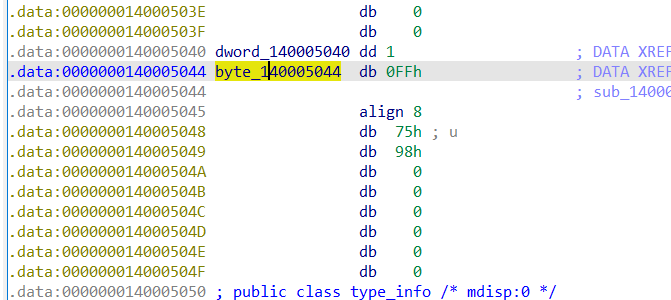 .data:000000014000503E db 0
.data:000000014000503F db 0
.data:0000000140005040 dword_140005040 dd 1 ; DATA XREF
.data:0000000140005044 byte_140005044 db 0FFh ; DATA XREF
.data:0000000140005044 ; sub_14000
.data:0000000140005045 align 8
.data:0000000140005048 db 75h ; u
.data:0000000140005049 db 98h
.data:000000014000504A db 0
.data:000000014000504B db 0
.data:000000014000504C db 0
.data:000000014000504D db 0
.data:000000014000504E db 0
.data:000000014000504F db 0
.data:0000000140005050 ; public class type_info /* mdisp:0 */